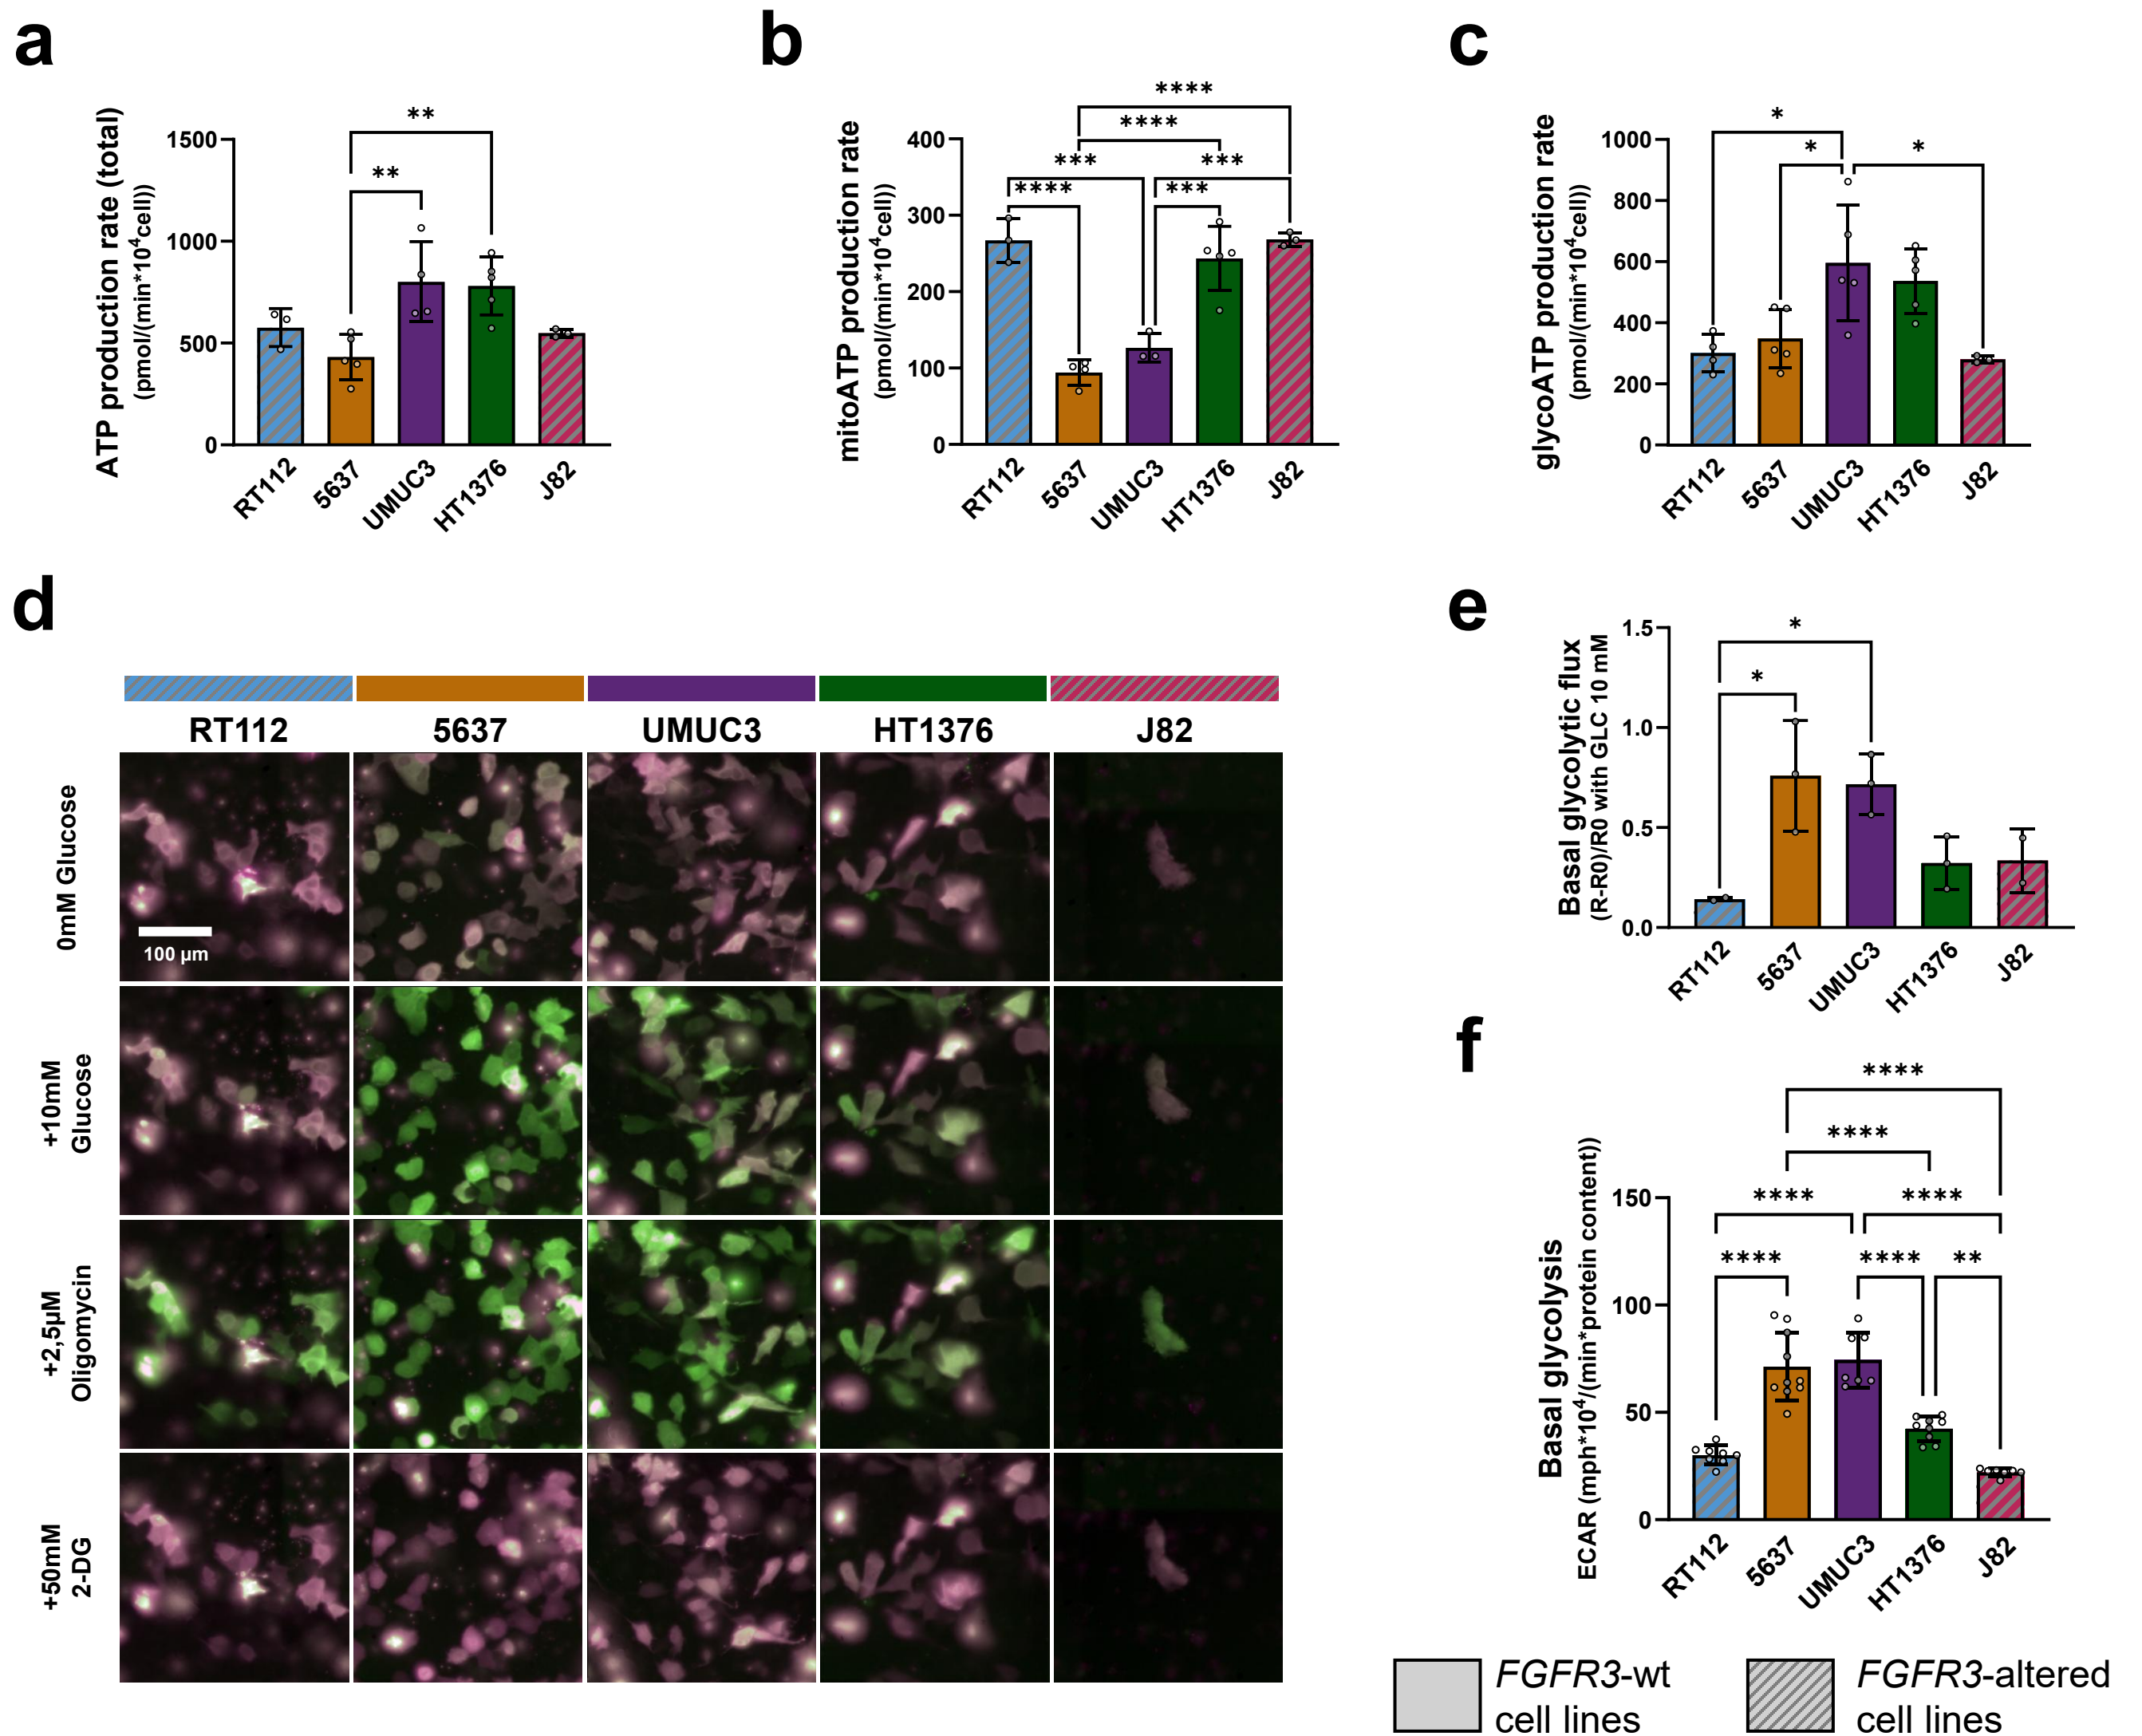 a
ATP production rate (total)
(pmol/(min*10⁴cell))
1500
1000
500
0
**
**
RT112
5637
UMUC3
HT1376
J82
b
mitoATP production rate
(pmol/(min*10⁴cell))
400
300
200
100
0
****
****
***
***
****
***
RT112
5637
UMUC3
HT1376
J82
c
glycoATP production rate
(pmol/(min*10⁴cell))
1000
800
600
400
200
0
*
*
*
RT112
5637
UMUC3
HT1376
J82
d
RT112
5637
UMUC3
HT1376
J82
0mM Glucose
100 µm
+10mM
Glucose
+2,5µM
Oligomycin
+50mM
2-DG
e
Basal glycolytic flux
(R-R0)/R0 with GLC 10 mM
1.5
1.0
0.5
0.0
*
*
RT112
5637
UMUC3
HT1376
J82
f
Basal glycolysis
ECAR (mph*10⁴/(min*protein content))
150
100
50
0
****
****
****
****
****
****
**
RT112
5637
UMUC3
HT1376
J82
FGFR3-wt
cell lines
FGFR3-altered
cell lines